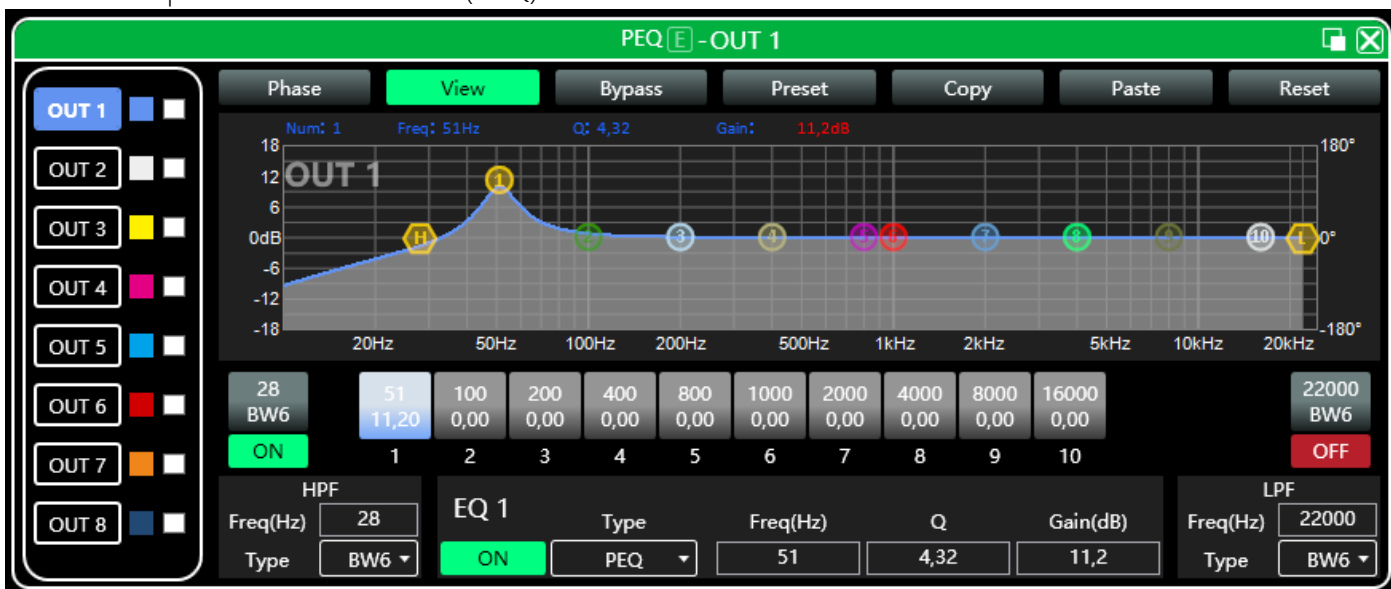 PEQ E - OUT 1
Phase View Bypass Preset Copy Paste Reset
OUT 1
OUT 2
OUT 3
OUT 4
OUT 5
OUT 6
OUT 7
OUT 8
Num: 1 Freq: 51Hz Q: 4,32 Gain: 11,2dB
OUT 1
18 180°
12
6
0dB 0°
-6
-12
-18 -180°
H 1 2 3 4 5 6 7 8 9 10 L
20Hz 50Hz 100Hz 200Hz 500Hz 1kHz 2kHz 5kHz 10kHz 20kHz
28 51 100 200 400 800 1000 2000 4000 8000 16000 22000
BW6 11,20 0,00 0,00 0,00 0,00 0,00 0,00 0,00 0,00 0,00 BW6
ON 1 2 3 4 5 6 7 8 9 10 OFF
HPF
Freq(Hz) 28
Type BW6
EQ 1 Type Freq(Hz) Q Gain(dB)
ON PEQ 51 4,32 11,2
LPF
Freq(Hz) 22000
Type BW6